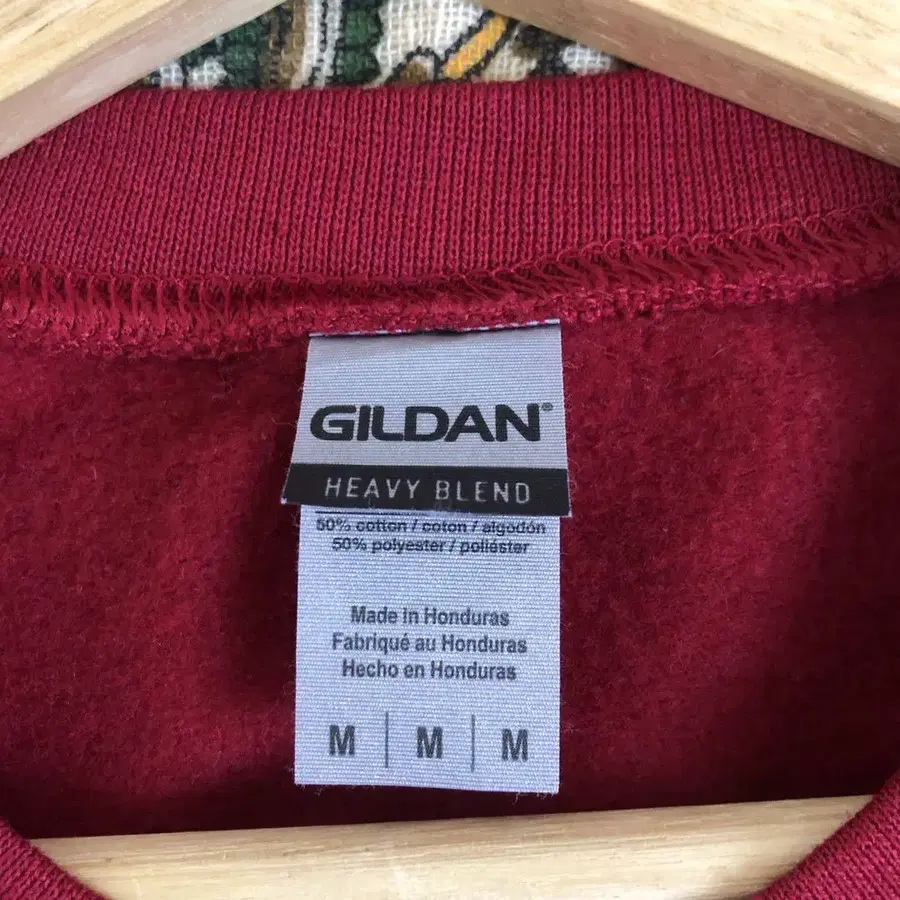 GILDAN®
HEAVY BLEND
50% cotton / coton / algodón
50% polyester / poliéster
Made in Honduras
Fabriqué au Honduras
Hecho en Honduras
M | M | M